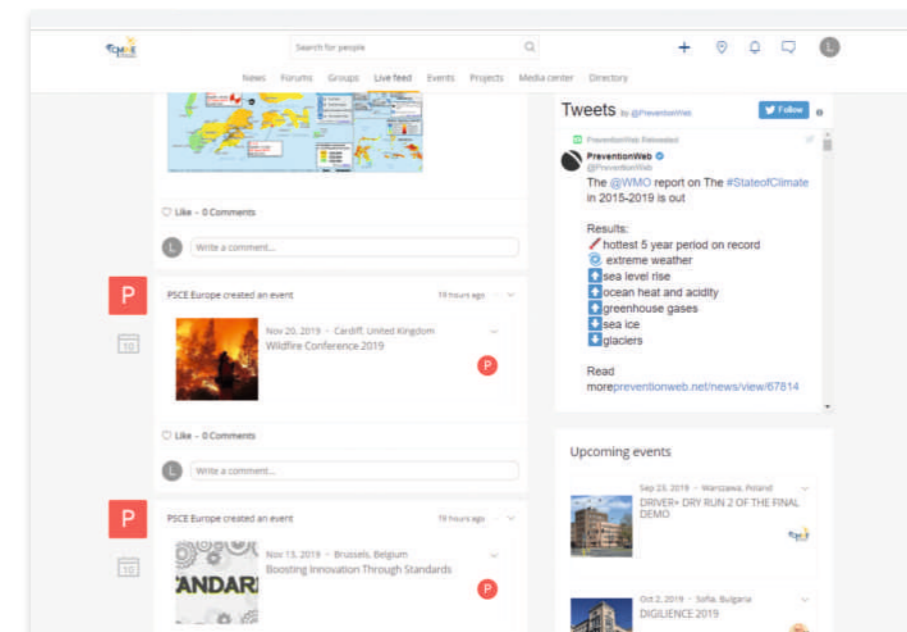 CMINE
Search for people
L
News Forums Groups Live feed Events Projects Media center Directory
Like - 0 Comments
L
Write a comment...
P
PSCE Europe created an event
19 hours ago
10
Nov 20, 2019 - Cardiff, United Kingdom
Wildfire Conference 2019
P
Like - 0 Comments
L
Write a comment...
P
PSCE Europe created an event
19 hours ago
10
TANDAR
Nov 13, 2019 - Brussels, Belgium
Boosting Innovation Through Standards
P
Tweets by @PreventionWeb
Follow
PreventionWeb Retweeted
PreventionWeb
@PreventionWeb
The @WMO report on The #StateofClimate
in 2015-2019 is out
Results:
hottest 5 year period on record
extreme weather
sea level rise
ocean heat and acidity
greenhouse gases
sea ice
glaciers
Read
morepreventionweb.net/news/view/67814
Upcoming events
Sep 23, 2019 - Warszawa, Poland
DRIVER+ DRY RUN 2 OF THE FINAL
DEMO
Oct 2, 2019 - Sofia, Bulgaria
DIGILIENCE 2019